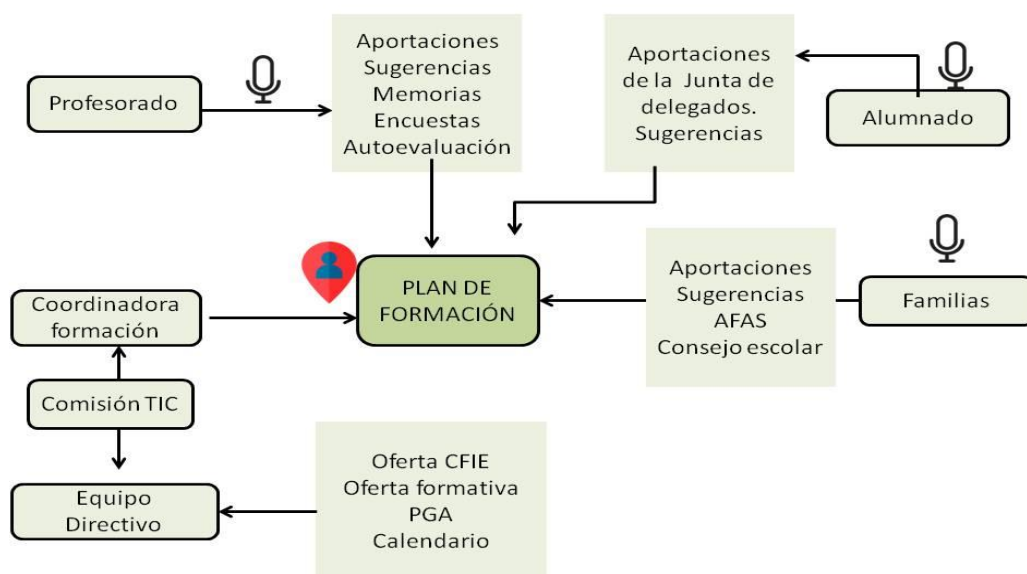 Profesorado
Aportaciones
Sugerencias
Memorias
Encuestas
Autoevaluación
Aportaciones
de la Junta de
delegados.
Sugerencias
Alumnado
Coordinadora
formación
PLAN DE
FORMACIÓN
Aportaciones
Sugerencias
AFAS
Consejo escolar
Familias
Comisión TIC
Equipo
Directivo
Oferta CFIE
Oferta formativa
PGA
Calendario